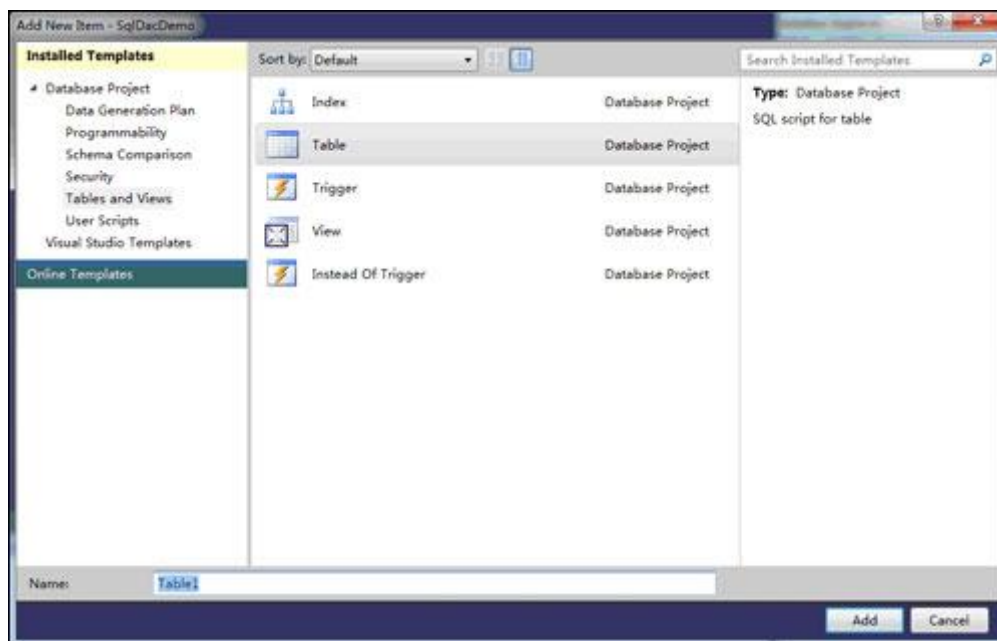 Add New Item - SqlDacDemo
Installed Templates
Database Project
Data Generation Plan
Programmability
Schema Comparison
Security
Tables and Views
User Scripts
Visual Studio Templates
Online Templates
Sort by: Default
Index Database Project
Table Database Project
Trigger Database Project
View Database Project
Instead Of Trigger Database Project
Search Installed Templates
Type: Database Project
SQL script for table
Name: Table1
Add Cancel